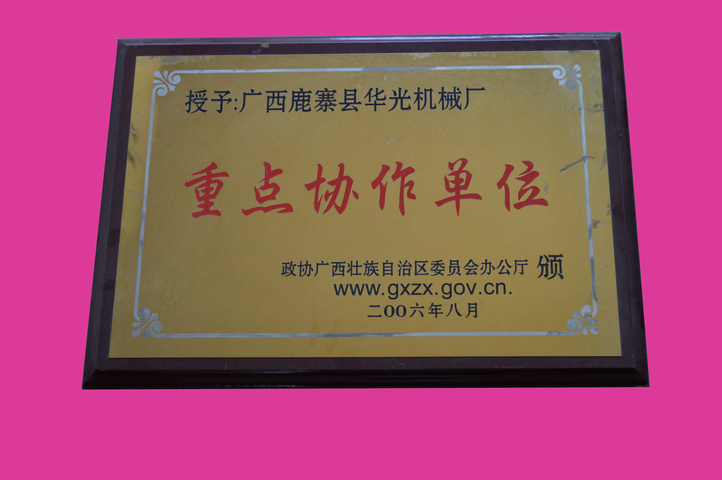 授予:广西鹿寨县华光机械厂
重点协作单位
政协广西壮族自治区委员会办公厅 颁
www.gxzx.gov.cn.
二00六年八月